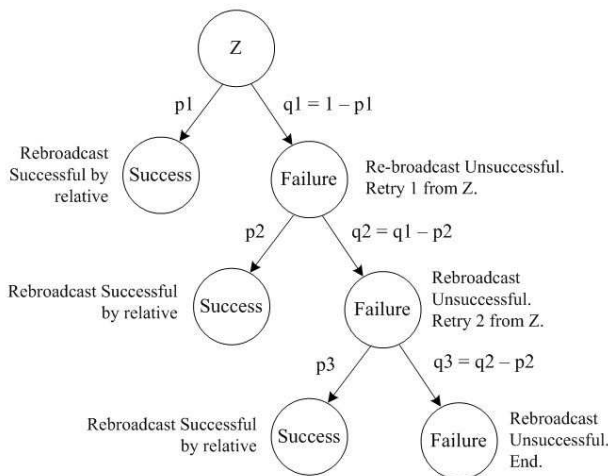 Z
p1
q1 = 1 – p1
Rebroadcast
Successful by
relative
Success
Failure
Re-broadcast Unsuccessful.
Retry 1 from Z.
p2
q2 = q1 – p2
Rebroadcast Successful
by relative
Success
Failure
Rebroadcast
Unsuccessful.
Retry 2 from Z.
p3
q3 = q2 – p2
Rebroadcast Successful
by relative
Success
Failure
Rebroadcast
Unsuccessful.
End.